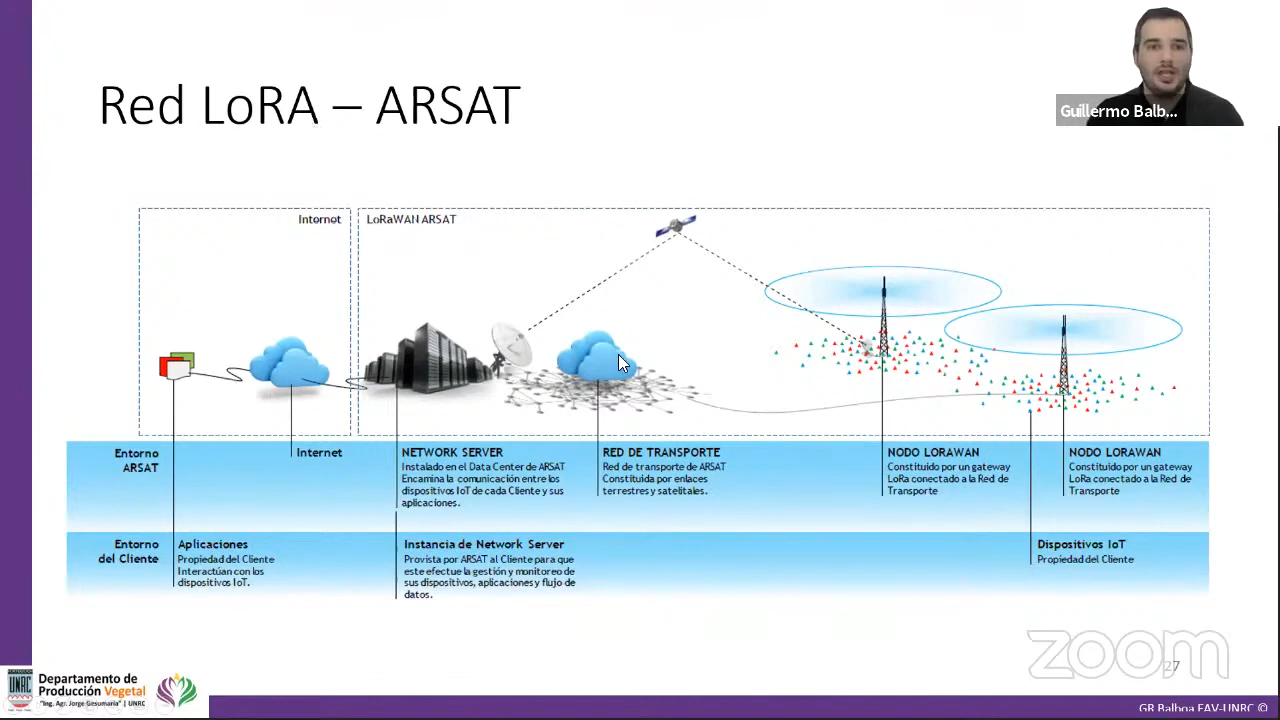 Guillermo Balb...
Red LoRA – ARSAT
Internet
LoRaWAN ARSAT
Entorno
ARSAT
Internet
NETWORK SERVER
Instalado en el Data Center de ARSAT
Encamina la comunicación entre los
dispositivos IoT de cada Cliente y sus
aplicaciones.
RED DE TRANSPORTE
Red de transporte de ARSAT
Constituida por enlaces
terrestres y satelitales.
NODO LORAWAN
Constituido por un gateway
LoRa conectado a la Red de
Transporte
NODO LORAWAN
Constituido por un gateway
LoRa conectado a la Red de
Transporte
Entorno
del Cliente
Aplicaciones
Propiedad del Cliente
Interactúan con los
dispositivos IoT.
Instancia de Network Server
Provista por ARSAT al Cliente para que
este efectue la gestión y monitoreo de
sus dispositivos, aplicaciones y flujo de
datos.
Dispositivos IoT
Propiedad del Cliente
zoom
27
UNRC
Departamento de
Producción Vegetal
"Ing. Agr. Jorge Gesumaria" | UNRC
GR Balboa FAV-UNRC ©